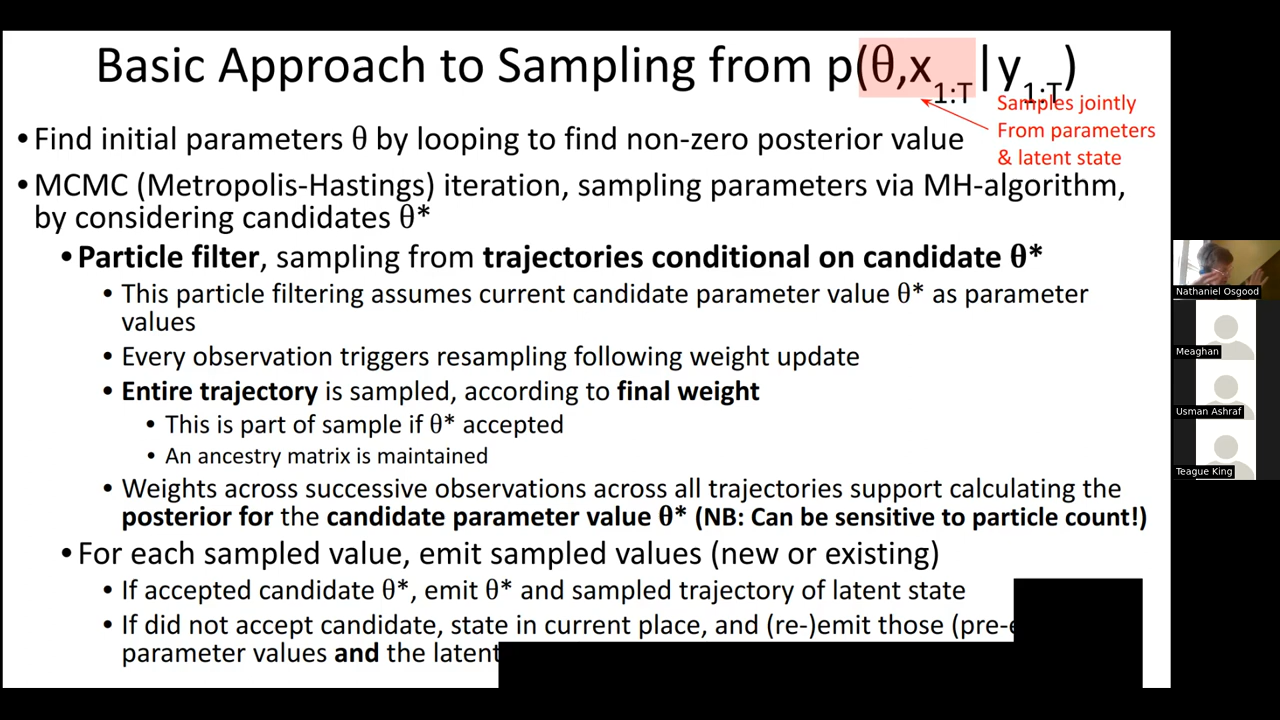 Basic Approach to Sampling from p(θ,x1:T|y1:T)
Samples jointly
From parameters
& latent state
• Find initial parameters θ by looping to find non-zero posterior value
• MCMC (Metropolis-Hastings) iteration, sampling parameters via MH-algorithm,
by considering candidates θ*
• Particle filter, sampling from trajectories conditional on candidate θ*
• This particle filtering assumes current candidate parameter value θ* as parameter
values
• Every observation triggers resampling following weight update
• Entire trajectory is sampled, according to final weight
• This is part of sample if θ* accepted
• An ancestry matrix is maintained
• Weights across successive observations across all trajectories support calculating the
posterior for the candidate parameter value θ* (NB: Can be sensitive to particle count!)
• For each sampled value, emit sampled values (new or existing)
• If accepted candidate θ*, emit θ* and sampled trajectory of latent state
• If did not accept candidate, state in current place, and (re-)emit those
parameter values and the latent
Nathaniel Osgood
Meaghan
Usman Ashraf
Teague King